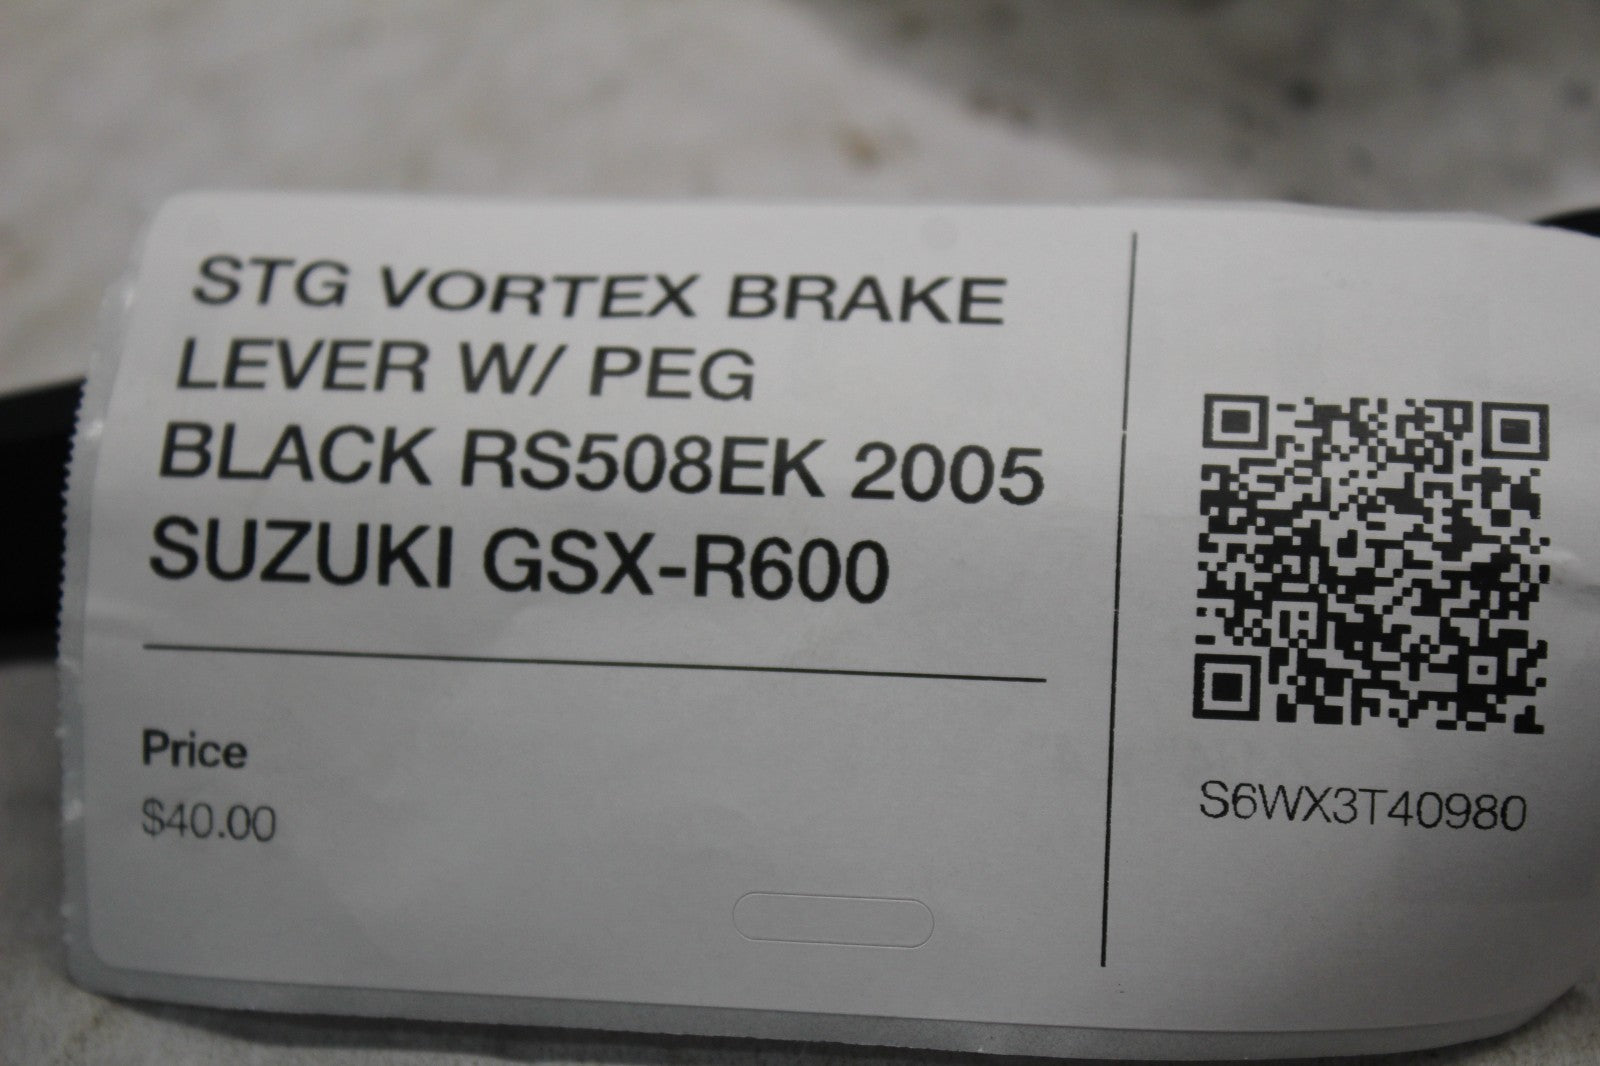 STG VORTEX BRAKE
LEVER W/ PEG
BLACK RS508EK 2005
SUZUKI GSX-R600
Price
$40.00
S6WX3T40980